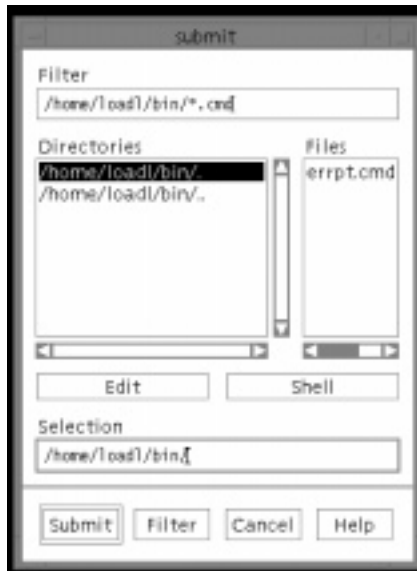 submit
Filter
/home/loadl/bin/*.cmd
Directories
Files
/home/loadl/bin/.
errpt.cmd
/home/loadl/bin/..
Edit
Shell
Selection
/home/loadl/bin/
Submit
Filter
Cancel
Help